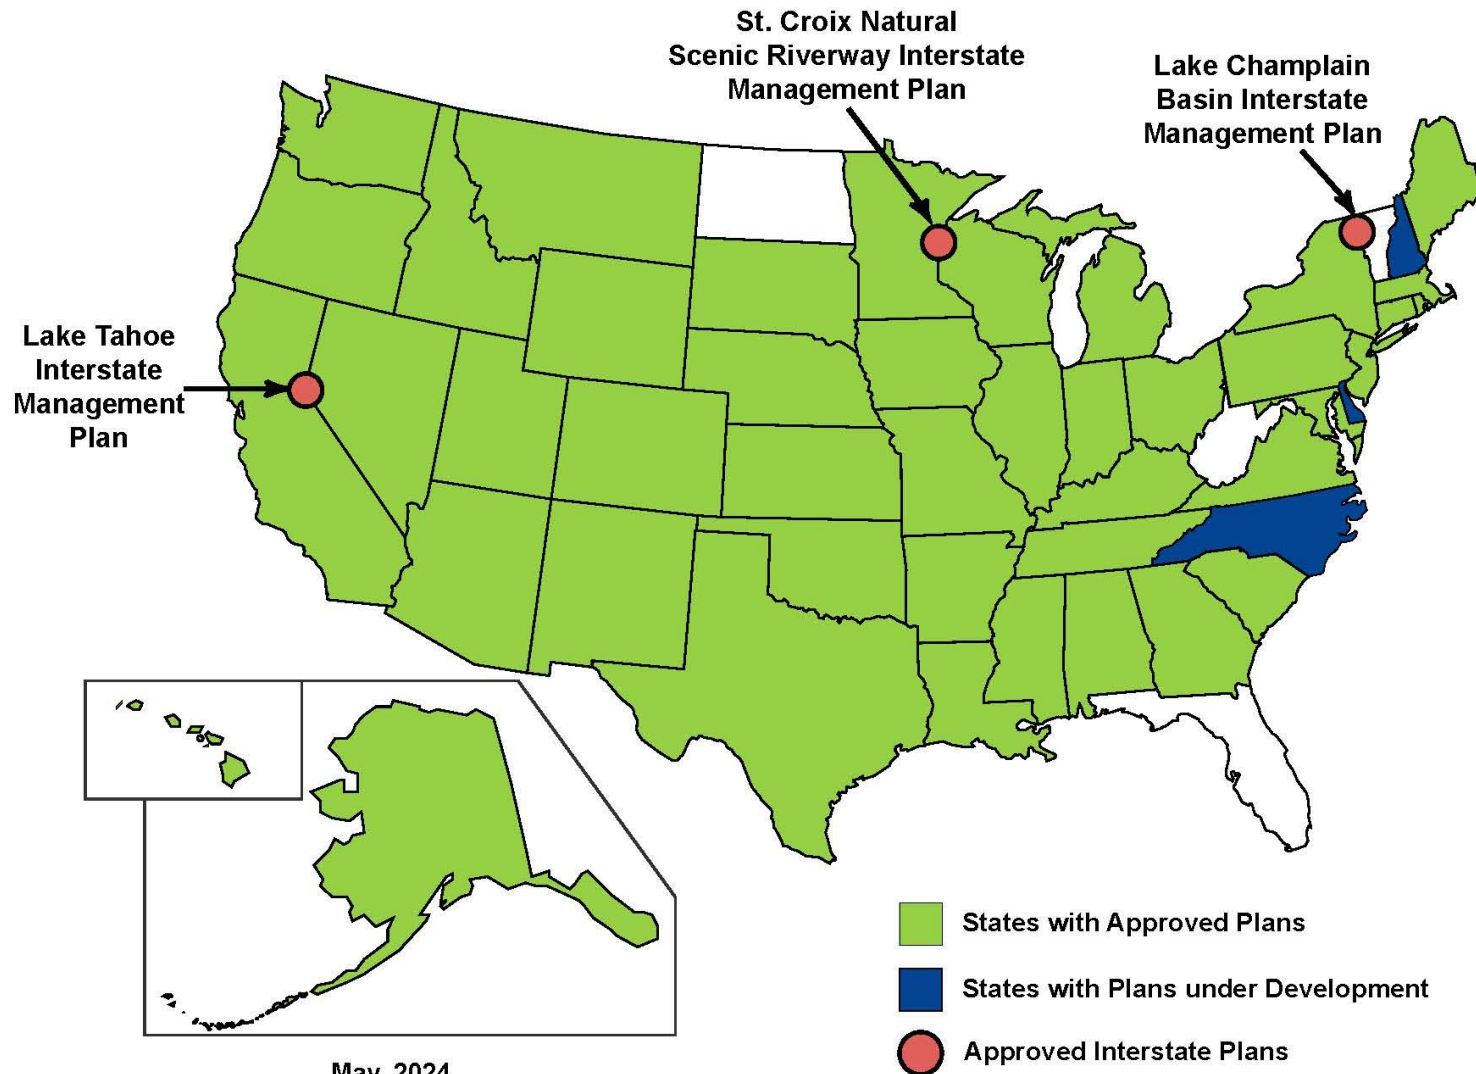 St. Croix Natural
Scenic Riverway Interstate
Management Plan
Lake Champlain
Basin Interstate
Management Plan
Lake Tahoe
Interstate
Management
Plan
States with Approved Plans
States with Plans under Development
Approved Interstate Plans
May, 2024